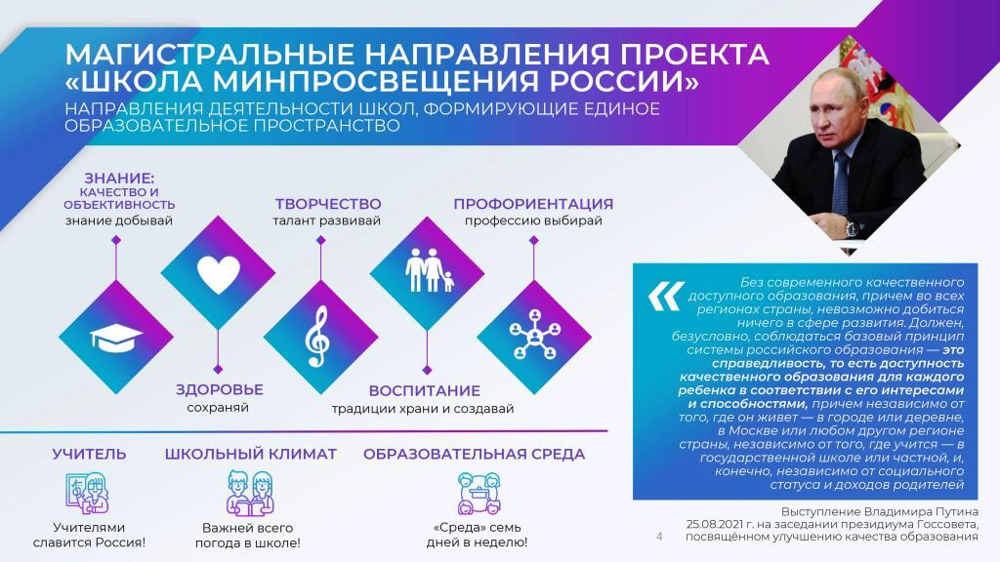 МАГИСТРАЛЬНЫЕ НАПРАВЛЕНИЯ ПРОЕКТА
«ШКОЛА МИНПРОСВЕЩЕНИЯ РОССИИ»
НАПРАВЛЕНИЯ ДЕЯТЕЛЬНОСТИ ШКОЛ, ФОРМИРУЮЩИЕ ЕДИНОЕ
ОБРАЗОВАТЕЛЬНОЕ ПРОСТРАНСТВО
ЗНАНИЕ:
КАЧЕСТВО И
ОБЪЕКТИВНОСТЬ
знание добывай
ТВОРЧЕСТВО
талант развивай
ПРОФОРИЕНТАЦИЯ
профессию выбирай
ЗДОРОВЬЕ
сохраняй
ВОСПИТАНИЕ
традиции храни и создавай
УЧИТЕЛЬ
Учителями
славится Россия!
ШКОЛЬНЫЙ КЛИМАТ
Важней всего
погода в школе!
ОБРАЗОВАТЕЛЬНАЯ СРЕДА
«Среда» семь
дней в неделю!
«
Без современного качественного
доступного образования, причем во всех
регионах страны, невозможно добиться
ничего в сфере развития. Должен,
безусловно, соблюдаться базовый принцип
системы российского образования — это
справедливость, то есть доступность
качественного образования для каждого
ребенка в соответствии с его интересами
и способностями, причем независимо от
того, где он живет — в городе или деревне,
в Москве или любом другом регионе
страны, независимо от того, где учится — в
государственной школе или частной, и,
конечно, независимо от социального
статуса и доходов родителей
Выступление Владимира Путина
25.08.2021 г. на заседании президиума Госсовета,
посвящённом улучшению качества образования
4